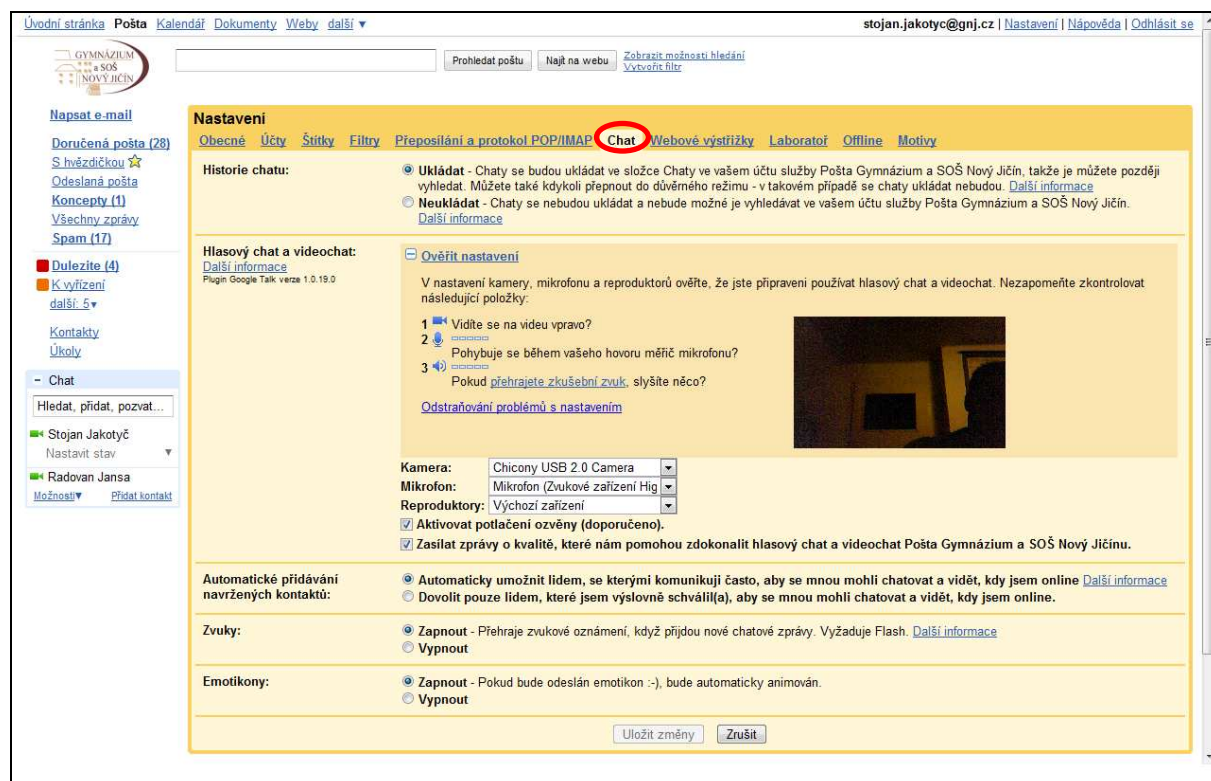 Úvodní stránka Pošta Kalendář Dokumenty Weby další ▼
stojan.jakotyc@gnj.cz | Nastavení | Nápověda | Odhlásit se
GYMNÁZIUM
a SOŠ
NOVÝ JIČÍN
Prohledat poštu Najít na webu
Zobrazit možnosti hledání
Vytvořit filtr
Napsat e-mail
Doručená pošta (28)
S hvězdičkou
Odeslaná pošta
Koncepty (1)
Všechny zprávy
Spam (17)
Dulezite (4)
K vyřízení
další: 5▼
Kontakty
Úkoly
− Chat
Hledat, přidat, pozvat...
Stojan Jakotyč
Nastavit stav ▼
Radovan Jansa
Možnosti▼ Přidat kontakt
Nastavení
Obecné Účty Štítky Filtry Přeposílání a protokol POP/IMAP Chat Webové výstřižky Laboratoř Offline Motivy
Historie chatu:
Ukládat - Chaty se budou ukládat ve složce Chaty ve vašem účtu služby Pošta Gymnázium a SOŠ Nový Jičín, takže je můžete později
vyhledat. Můžete také kdykoli přepnout do důvěrného režimu - v takovém případě se chaty ukládat nebudou. Další informace
Neukládat - Chaty se nebudou ukládat a nebude možné je vyhledávat ve vašem účtu služby Pošta Gymnázium a SOŠ Nový Jičín.
Další informace
Hlasový chat a videochat:
Další informace
Plugin Google Talk verze 1.0.19.0
Ověřit nastavení
V nastavení kamery, mikrofonu a reproduktorů ověřte, že jste připraveni používat hlasový chat a videochat. Nezapomeňte zkontrolovat
následující položky:
1 Vidíte se na videu vpravo?
2
Pohybuje se během vašeho hovoru měřič mikrofonu?
3
Pokud přehrajete zkušební zvuk, slyšíte něco?
Odstraňování problémů s nastavením
Kamera: Chicony USB 2.0 Camera
Mikrofon: Mikrofon (Zvukové zařízení Hig
Reproduktory: Výchozí zařízení
Aktivovat potlačení ozvěny (doporučeno).
Zasílat zprávy o kvalitě, které nám pomohou zdokonalit hlasový chat a videochat Pošta Gymnázium a SOŠ Nový Jičínu.
Automatické přidávání
navržených kontaktů:
Automaticky umožnit lidem, se kterými komunikuji často, aby se mnou mohli chatovat a vidět, kdy jsem online Další informace
Dovolit pouze lidem, které jsem výslovně schválil(a), aby se mnou mohli chatovat a vidět, kdy jsem online.
Zvuky:
Zapnout - Přehraje zvukové oznámení, když přijdou nové chatové zprávy. Vyžaduje Flash. Další informace
Vypnout
Emotikony:
Zapnout - Pokud bude odeslán emotikon :-), bude automaticky animován.
Vypnout
Uložit změny Zrušit